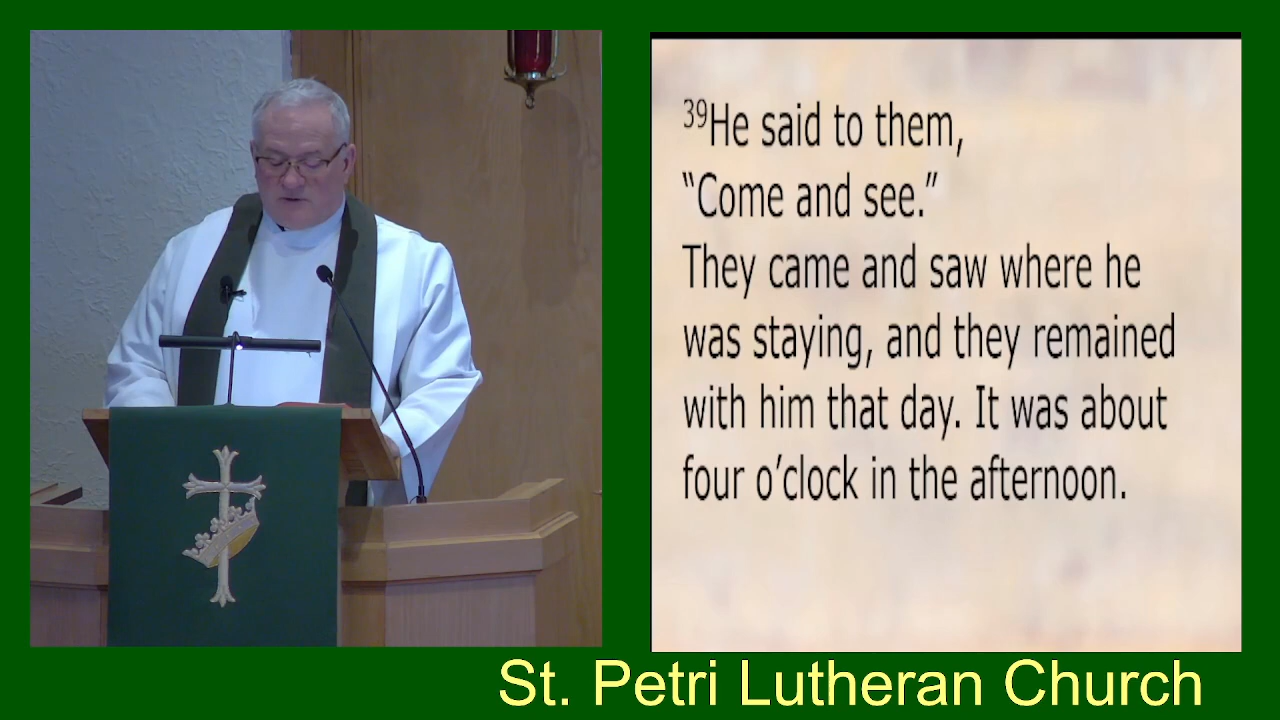 39He said to them,
“Come and see.”
They came and saw where he
was staying, and they remained
with him that day. It was about
four o’clock in the afternoon.
St. Petri Lutheran Church